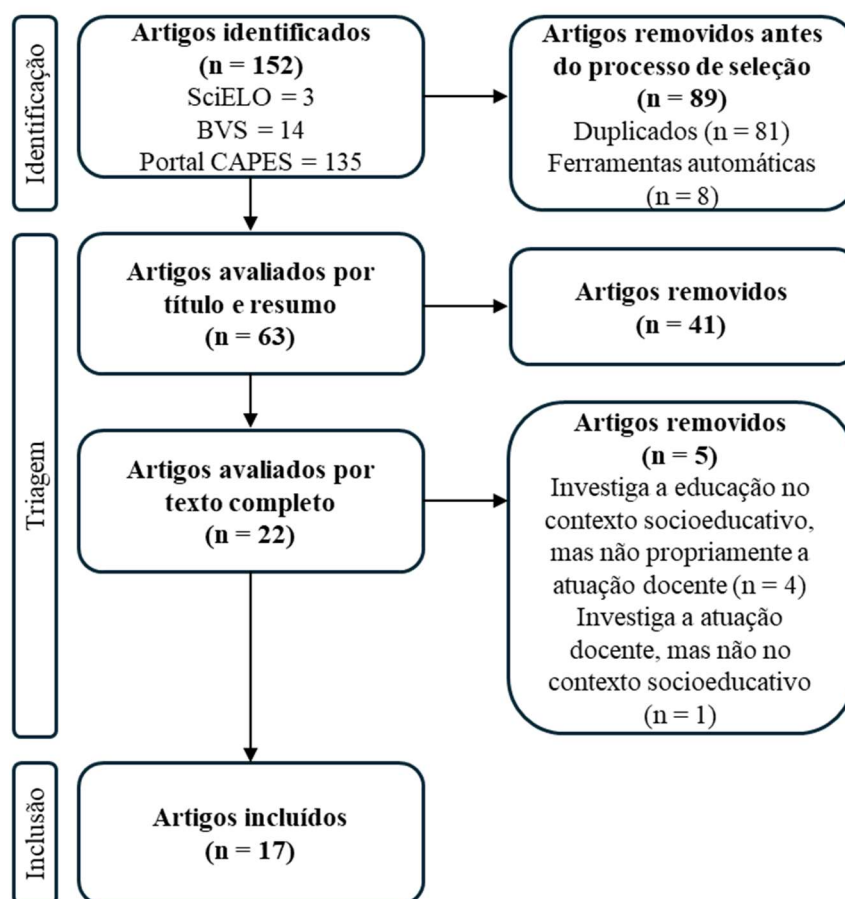 Identificação
Artigos identificados
(n = 152)
SciELO = 3
BVS = 14
Portal CAPES = 135
Artigos removidos antes
do processo de seleção
(n = 89)
Duplicados (n = 81)
Ferramentas automáticas
(n = 8)
Triagem
Artigos avaliados por
título e resumo
(n = 63)
Artigos removidos
(n = 41)
Artigos avaliados por
texto completo
(n = 22)
Artigos removidos
(n = 5)
Investiga a educação no
contexto socioeducativo,
mas não propriamente a
atuação docente (n = 4)
Investiga a atuação
docente, mas não no
contexto socioeducativo
(n = 1)
Inclusão
Artigos incluídos
(n = 17)